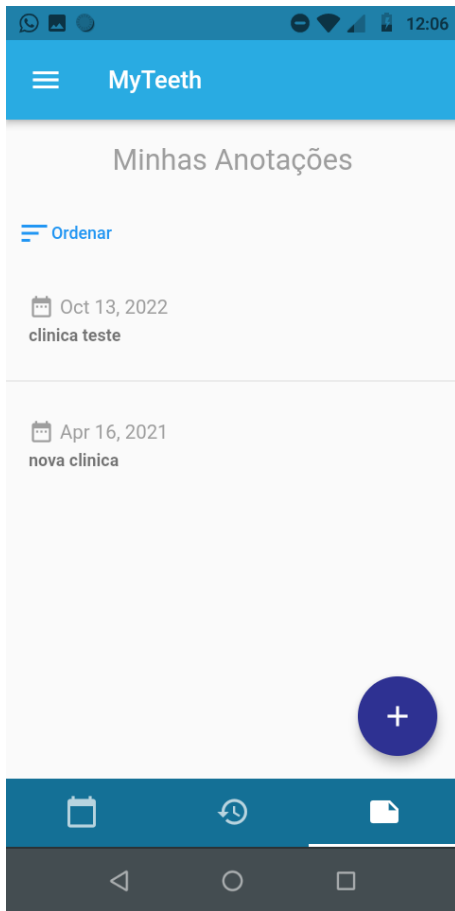 12:06
MyTeeth
Minhas Anotações
Ordenar
Oct 13, 2022
clinica teste
Apr 16, 2021
nova clinica